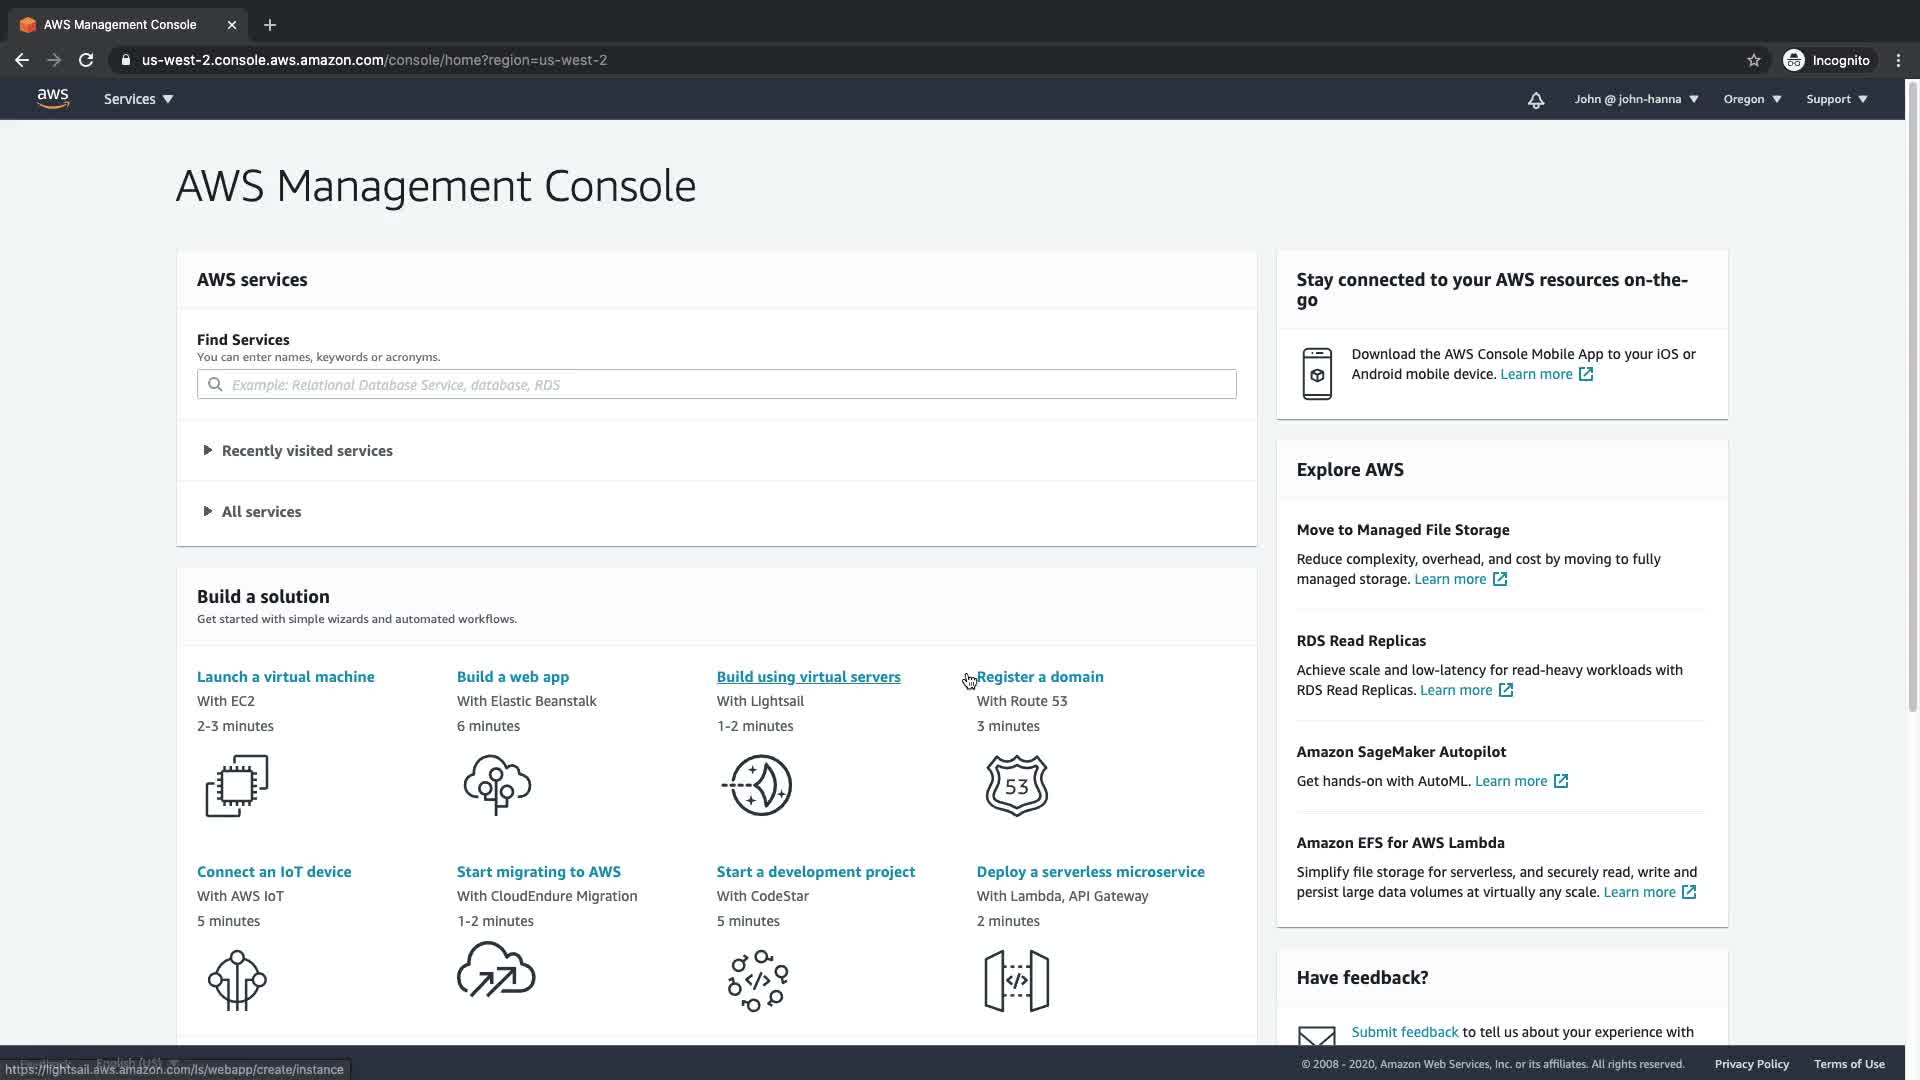 AWS Management Console
us-west-2.console.aws.amazon.com/console/home?region=us-west-2
Incognito
aws
Services
John @ john-hanna
Oregon
Support
AWS Management Console
AWS services
Find Services
You can enter names, keywords or acronyms.
Example: Relational Database Service, database, RDS
Recently visited services
All services
Build a solution
Get started with simple wizards and automated workflows.
Launch a virtual machine
With EC2
2-3 minutes
Build a web app
With Elastic Beanstalk
6 minutes
Build using virtual servers
With Lightsail
1-2 minutes
Register a domain
With Route 53
3 minutes
53
Connect an IoT device
With AWS IoT
5 minutes
Start migrating to AWS
With CloudEndure Migration
1-2 minutes
Start a development project
With CodeStar
5 minutes
</>
Deploy a serverless microservice
With Lambda, API Gateway
2 minutes
</>
Stay connected to your AWS resources on-the-
go
Download the AWS Console Mobile App to your iOS or
Android mobile device. Learn more
Explore AWS
Move to Managed File Storage
Reduce complexity, overhead, and cost by moving to fully
managed storage. Learn more
RDS Read Replicas
Achieve scale and low-latency for read-heavy workloads with
RDS Read Replicas. Learn more
Amazon SageMaker Autopilot
Get hands-on with AutoML. Learn more
Amazon EFS for AWS Lambda
Simplify file storage for serverless, and securely read, write and
persist large data volumes at virtually any scale. Learn more
Have feedback?
Submit feedback to tell us about your experience with
English (US)
https://lightsail.aws.amazon.com/ls/webapp/create/instance
© 2008 - 2020, Amazon Web Services, Inc. or its affiliates. All rights reserved.
Privacy Policy
Terms of Use